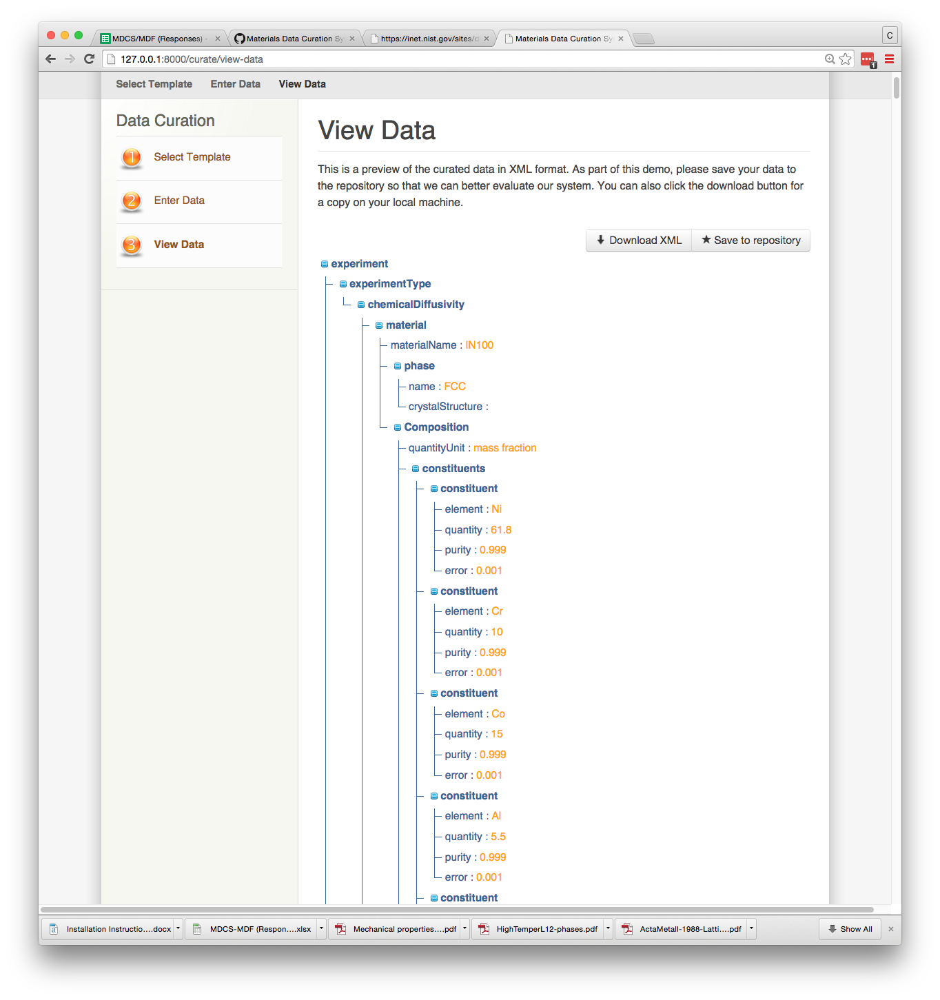 MDCS/MDF (Responses) -
Materials Data Curation Sy
https://inet.nist.gov/sites/d
Materials Data Curation Sy
C
127.0.0.1:8000/curate/view-data
1
Select Template
Enter Data
View Data
Data Curation
1 Select Template
2 Enter Data
3 View Data
View Data
This is a preview of the curated data in XML format. As part of this demo, please save your data to
the repository so that we can better evaluate our system. You can also click the download button for
a copy on your local machine.
Download XML
Save to repository
experiment
experimentType
chemicalDiffusivity
material
materialName : IN100
phase
name : FCC
crystalStructure :
Composition
quantityUnit : mass fraction
constituents
constituent
element : Ni
quantity : 61.8
purity : 0.999
error : 0.001
constituent
element : Cr
quantity : 10
purity : 0.999
error : 0.001
constituent
element : Co
quantity : 15
purity : 0.999
error : 0.001
constituent
element : Al
quantity : 5.5
purity : 0.999
error : 0.001
constituent
Installation Instructio....docx
MDCS-MDF (Respon....xlsx
Mechanical properties....pdf
HighTemperL12-phases.pdf
ActaMetall-1988-Latti....pdf
Show All